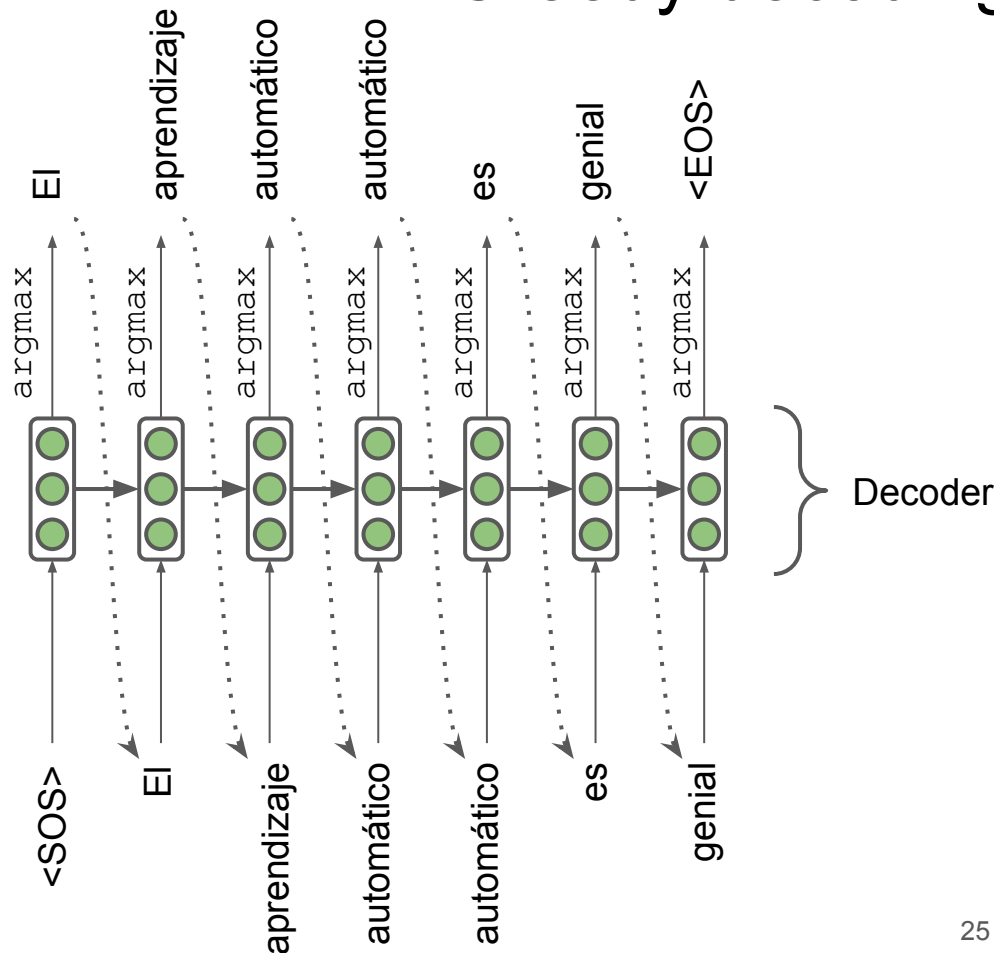 El
aprendizaje
automático
automático
es
genial
<EOS>
argmax
argmax
argmax
argmax
argmax
argmax
argmax
Decoder
<SOS>
El
aprendizaje
automático
automático
es
genial
25